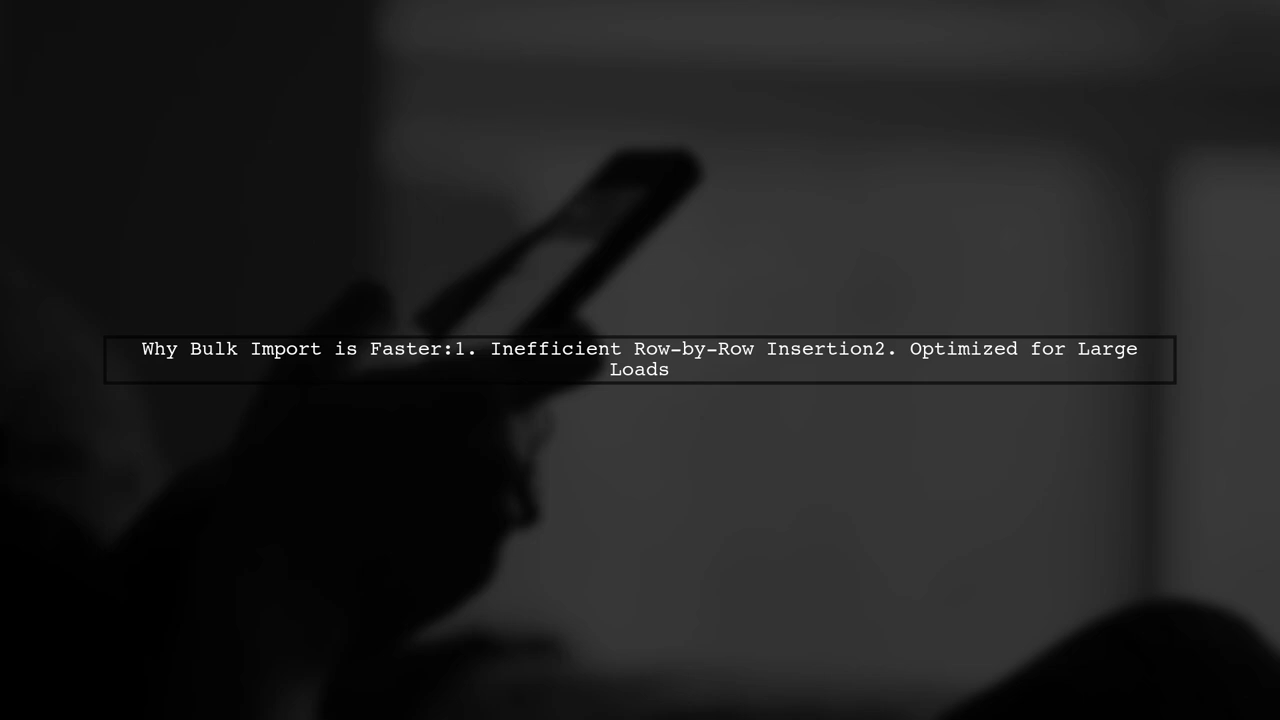 Why Bulk Import is Faster:1. Inefficient Row-by-Row Insertion2. Optimized for Large
Loads